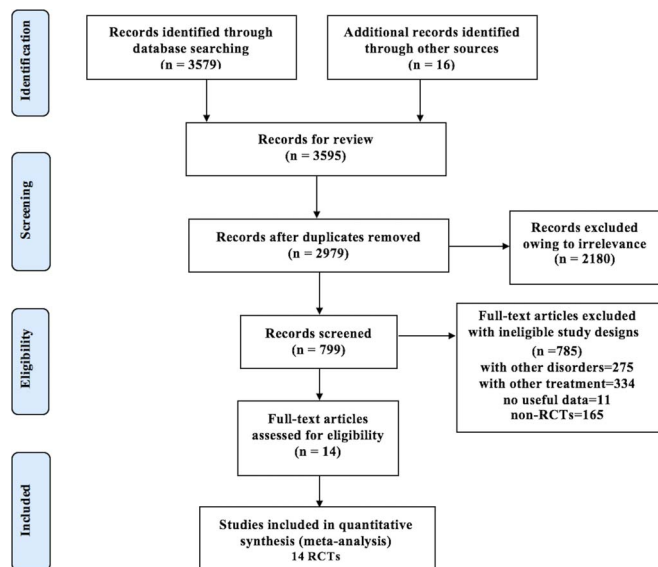 Identification
Records identified through
database searching
(n = 3579)
Additional records identified
through other sources
(n = 16)
Records for review
(n = 3595)
Screening
Records after duplicates removed
(n = 2979)
Records excluded
owing to irrelevance
(n = 2180)
Eligibility
Records screened
(n = 799)
Full-text articles excluded
with ineligible study designs
(n =785)
with other disorders=275
with other treatment=334
no useful data=11
non-RCTs=165
Full-text articles
assessed for eligibility
(n = 14)
Included
Studies included in quantitative
synthesis (meta-analysis)
14 RCTs